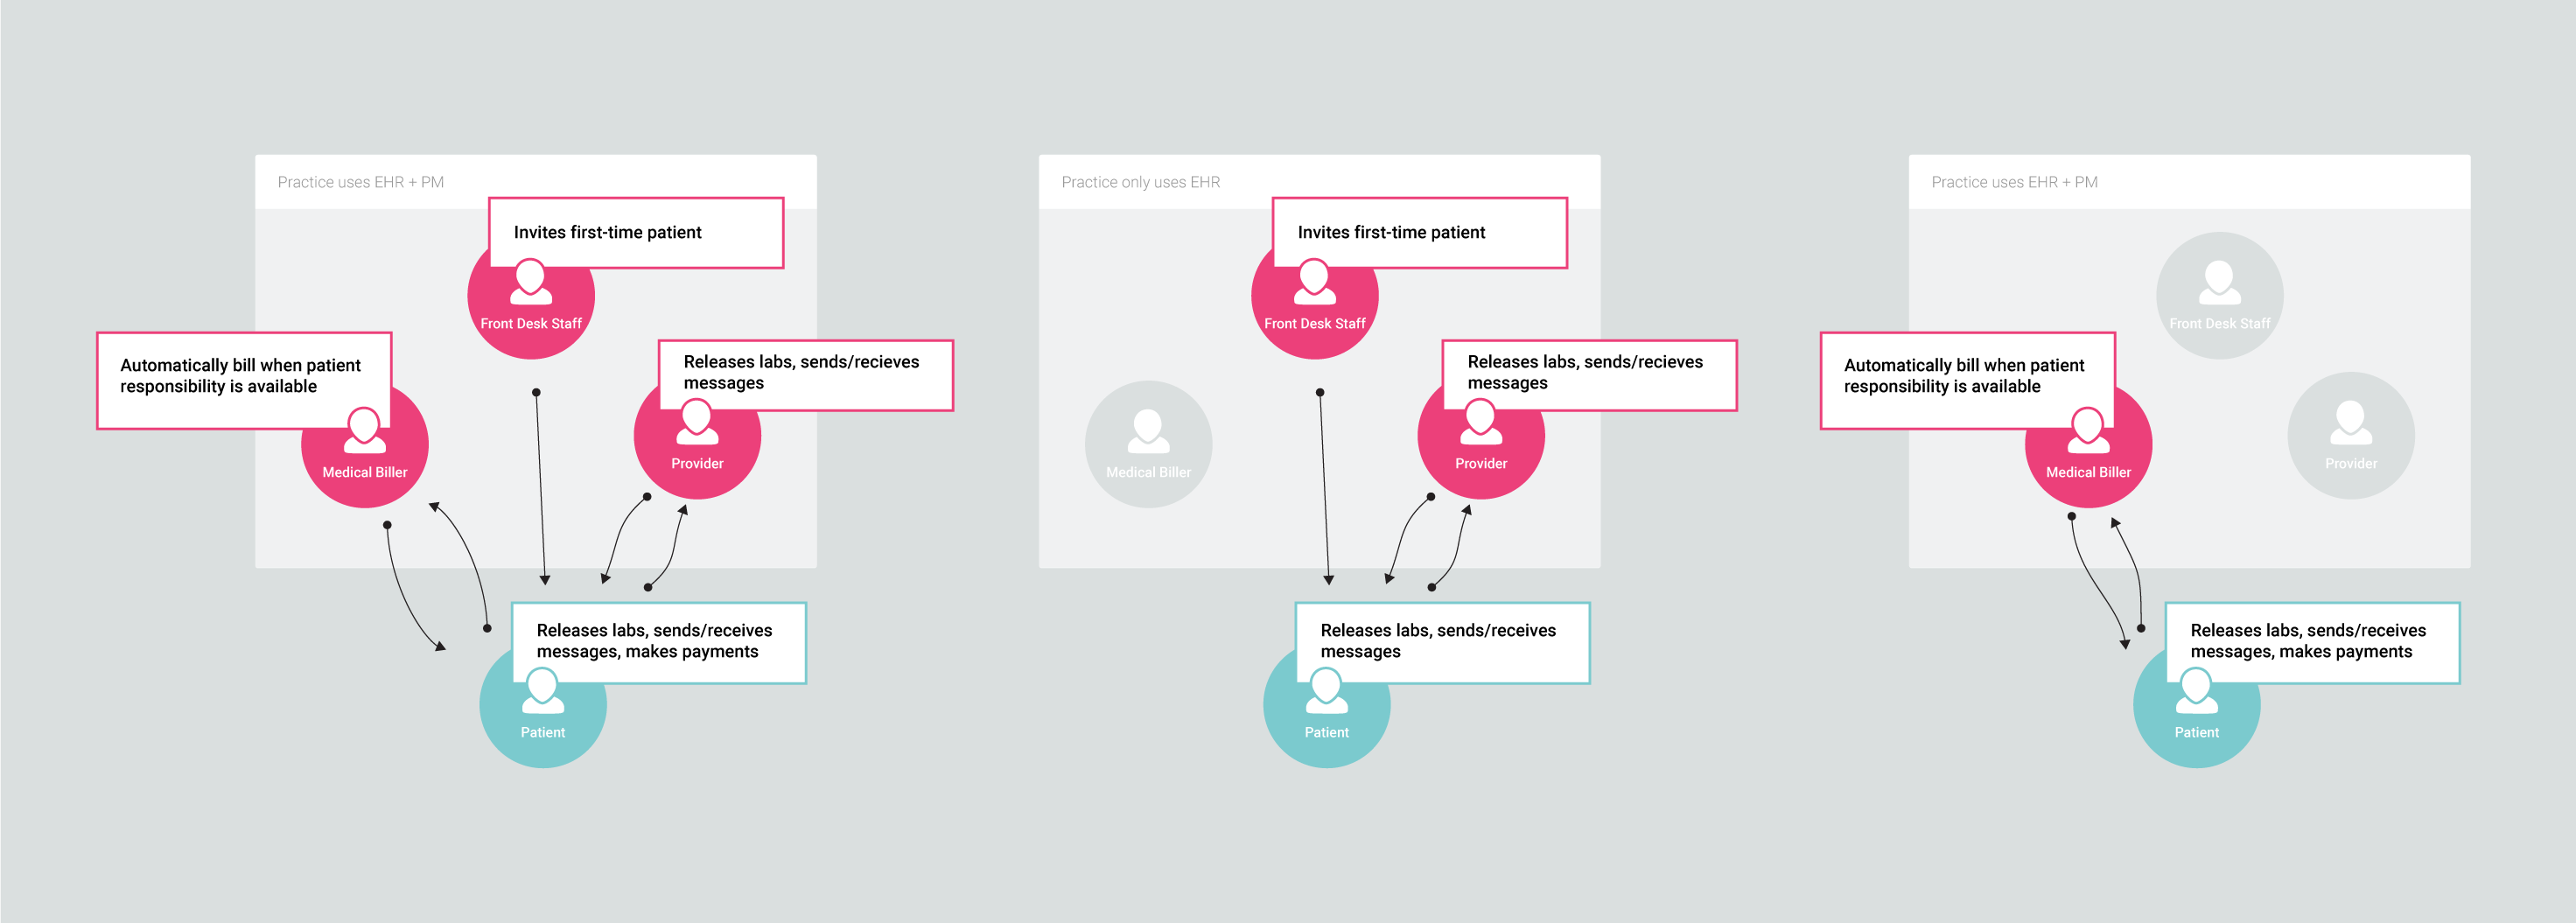 Practice uses EHR + PM
Invites first-time patient
Front Desk Staff
Automatically bill when patient
responsibility is available
Medical Biller
Releases labs, sends/recieves
messages
Provider
Releases labs, sends/receives
messages, makes payments
Patient
Practice only uses EHR
Invites first-time patient
Front Desk Staff
Medical Biller
Releases labs, sends/recieves
messages
Provider
Releases labs, sends/receives
messages
Patient
Practice uses EHR + PM
Front Desk Staff
Automatically bill when patient
responsibility is available
Medical Biller
Provider
Releases labs, sends/receives
messages, makes payments
Patient